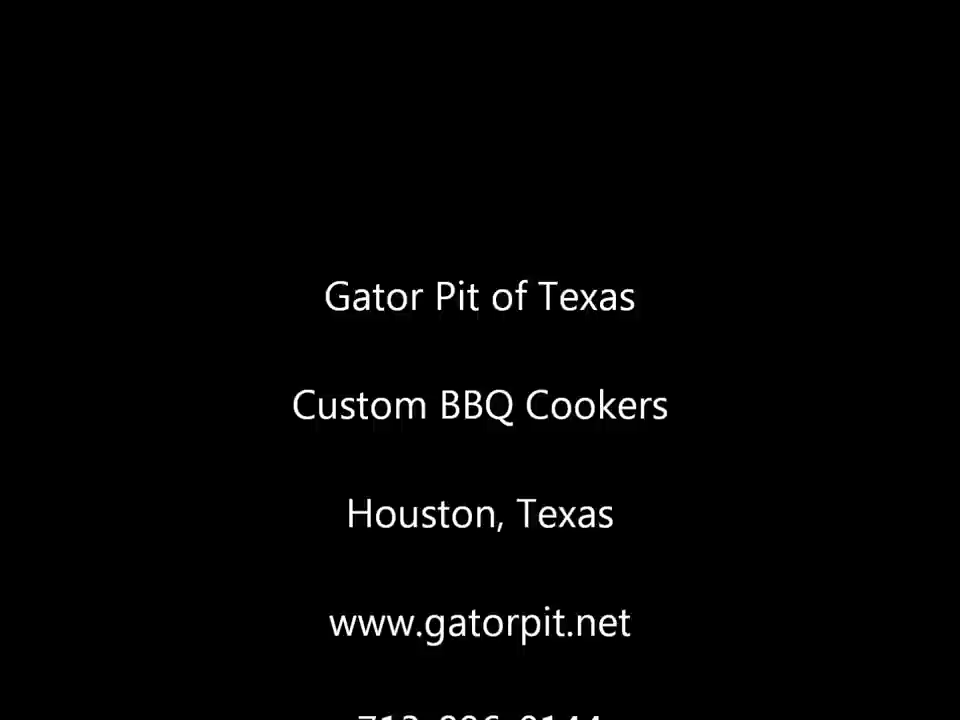 Gator Pit of Texas
Custom BBQ Cookers
Houston, Texas
www.gatorpit.net